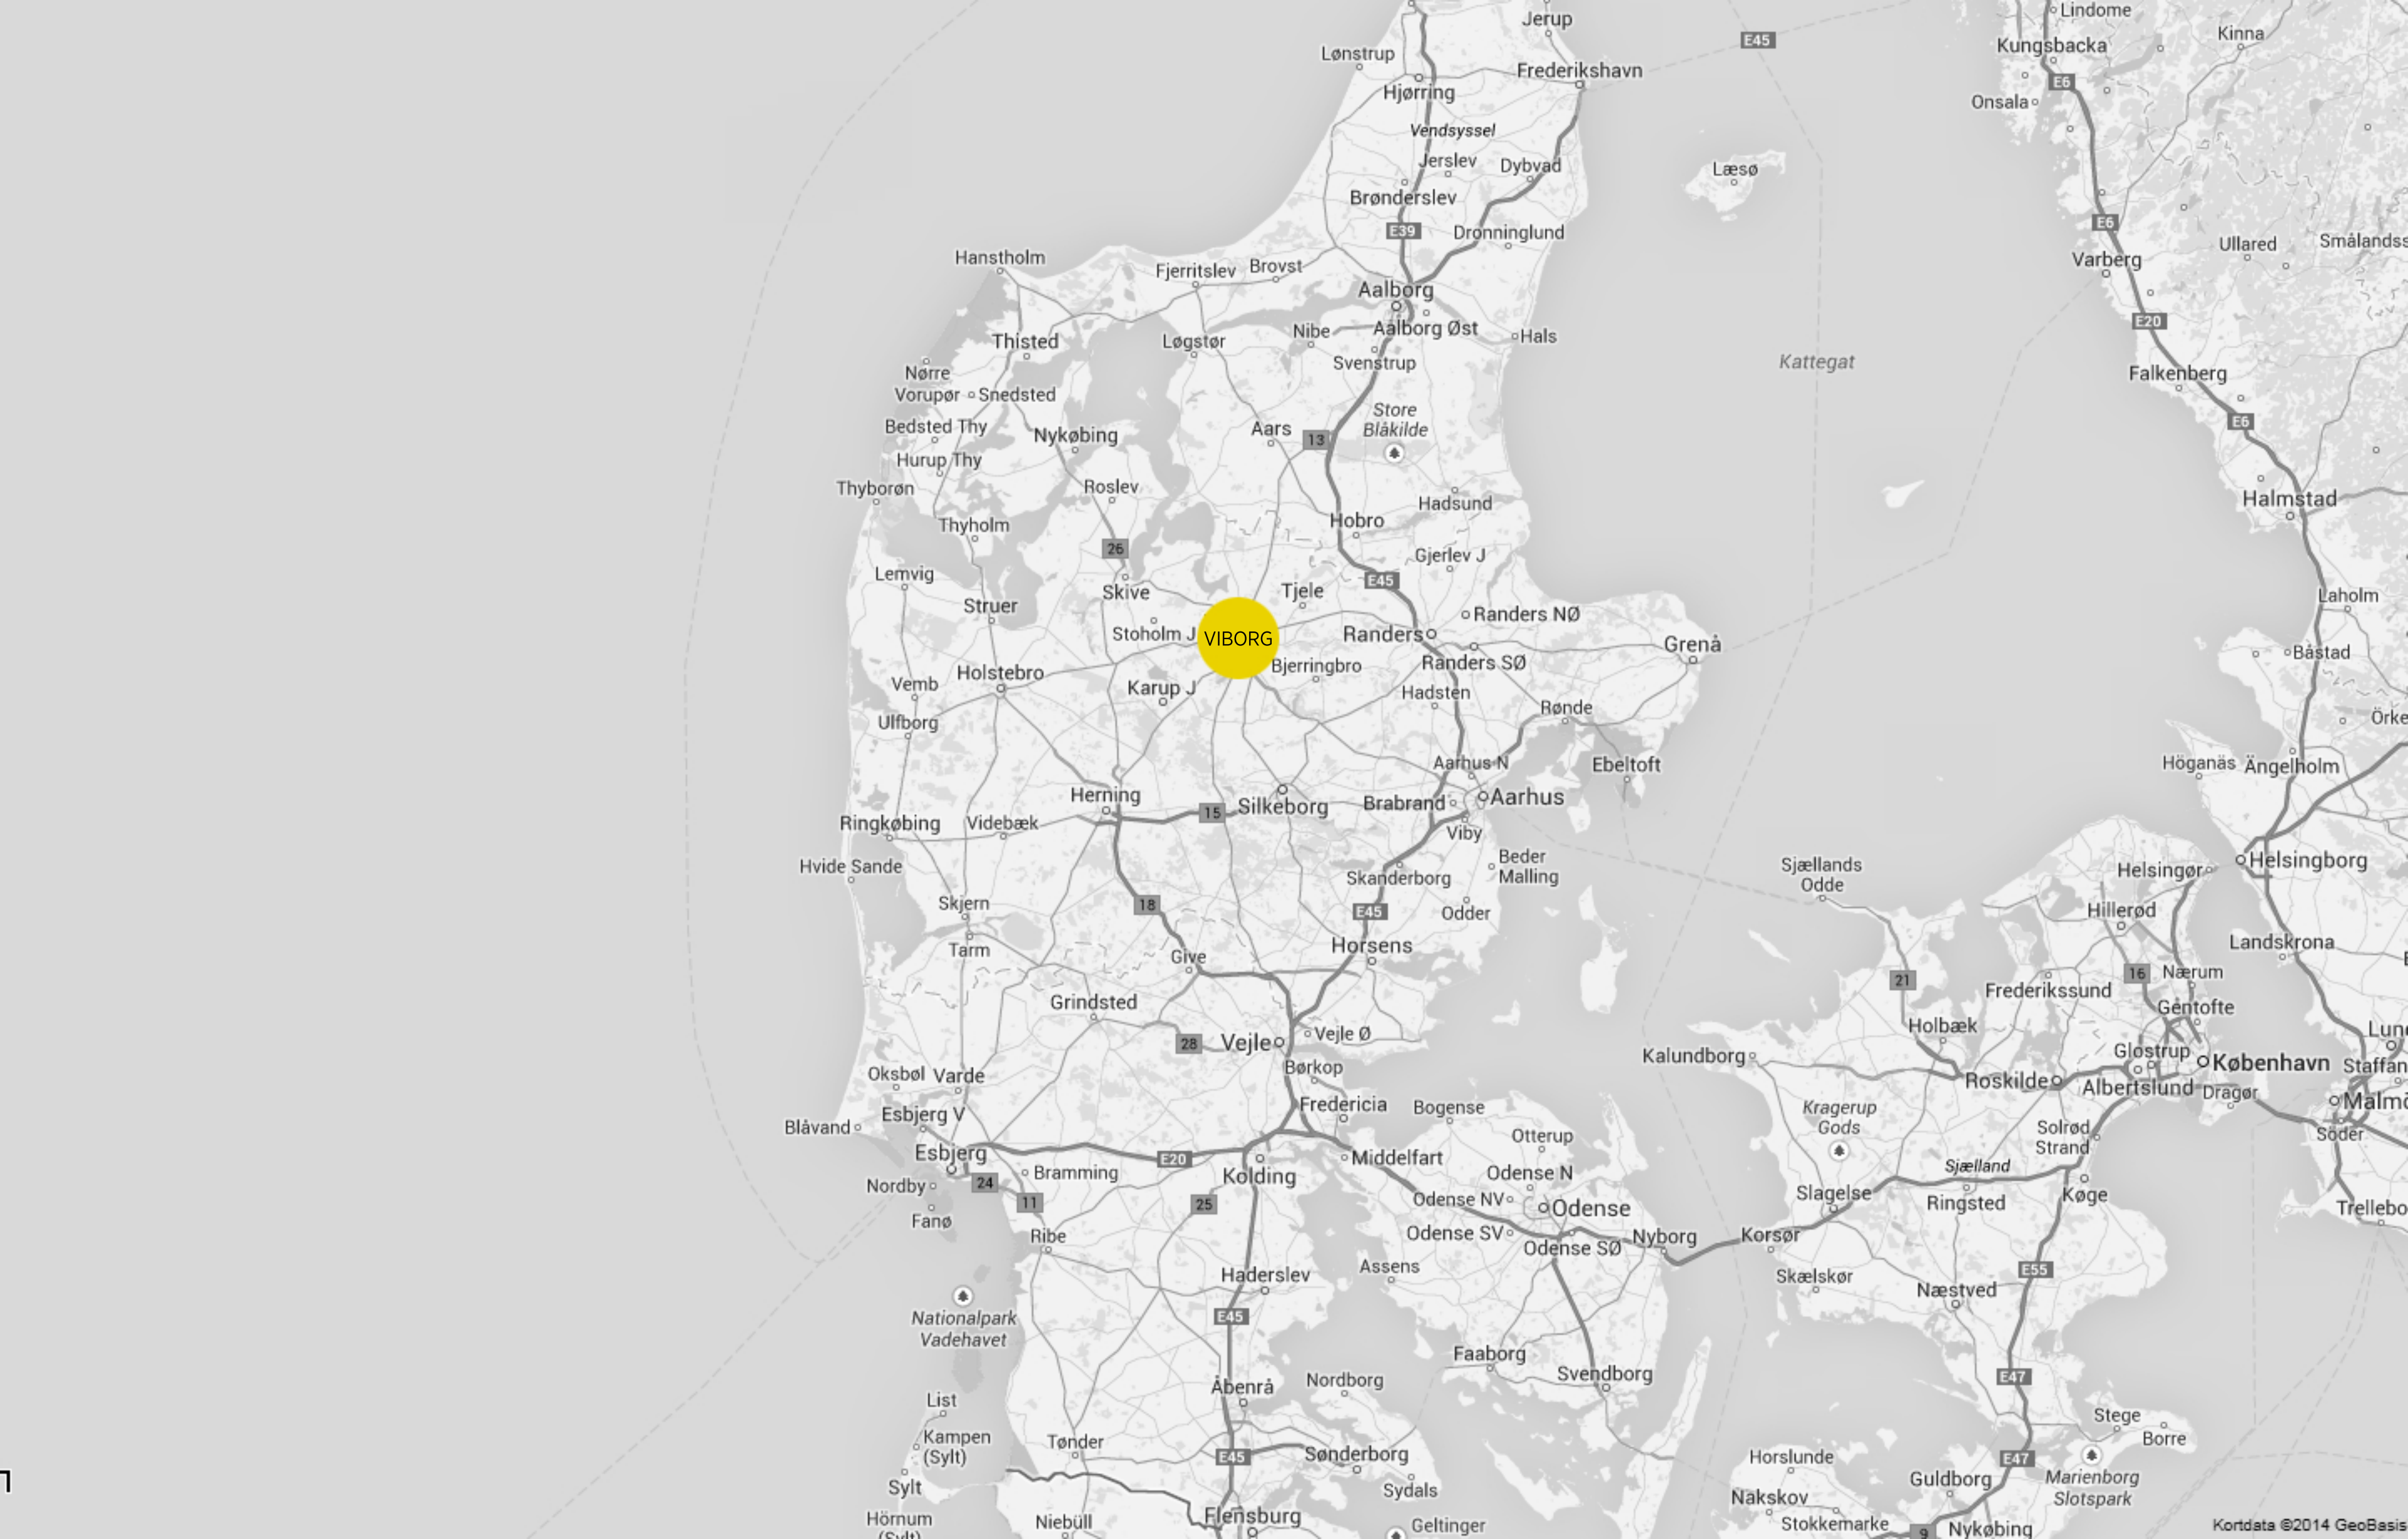 Jerup
Lindome
Lønstrup
E45
Kungsbacka
Kinna
Frederikshavn
Hjørring
E6
Onsala
Vendsyssel
Jerslev
Dybvad
Læsø
Brønderslev
E39
Dronninglund
E6
Ullared
Smålandss
Hanstholm
Fjerritslev
Brovst
Varberg
Aalborg
Aalborg Øst
Nibe
Hals
E20
Thisted
Løgstør
Svenstrup
Kattegat
Nørre
Vorupør
Snedsted
Falkenberg
Store
Blåkilde
Bedsted Thy
Nykøbing
Aars
13
E6
Hurup Thy
Thyborøn
Roslev
Hadsund
Halmstad
Thyholm
Hobro
26
Gjerlev J
Lemvig
Skive
Tjele
E45
Laholm
Struer
Randers NØ
Stoholm J
VIBORG
Randers
Grenå
Båstad
Holstebro
Bjerringbro
Randers SØ
Vemb
Karup J
Hadsten
Ulfborg
Rønde
Örke
Aarhus N
Ebeltoft
Höganäs
Ängelholm
Herning
15
Silkeborg
Brabrand
Aarhus
Ringkøbing
Videbæk
Viby
Hvide Sande
Skanderborg
Beder
Malling
Sjællands
Odde
Helsingør
Helsingborg
Skjern
18
E45
Odder
Hillerød
Tarm
Give
Horsens
Landskrona
21
Frederikssund
16
Nærum
Grindsted
Gentofte
28
Vejle
Vejle Ø
Holbæk
Lund
Kalundborg
Glostrup
København
Staffan
Oksbøl
Varde
Børkop
Roskilde
Albertslund
Dragør
Malmö
Esbjerg V
Fredericia
Bogense
Kragerup
Gods
Blåvand
Solrød
Strand
Söder
Esbjerg
E20
Kolding
Middelfart
Otterup
Sjælland
Bramming
Odense N
Nordby
24
11
25
Odense NV
Odense
Slagelse
Ringsted
Køge
Trellebo
Fanø
Ribe
Odense SV
Odense SØ
Nyborg
Korsør
Haderslev
Assens
Skælskør
E55
Næstved
Nationalpark
Vadehavet
E45
Faaborg
Svendborg
E47
List
Åbenrå
Nordborg
Stege
Borre
Kampen
(Sylt)
Tønder
E45
Sønderborg
Horslunde
E47
Marienborg
Slotspark
Sylt
Sydals
Guldborg
Nakskov
Hörnum
(Sylt)
Niebüll
Flensburg
Geltinger
Stokkemarke
9
Nykøbing
Kortdata ©2014 GeoBasis